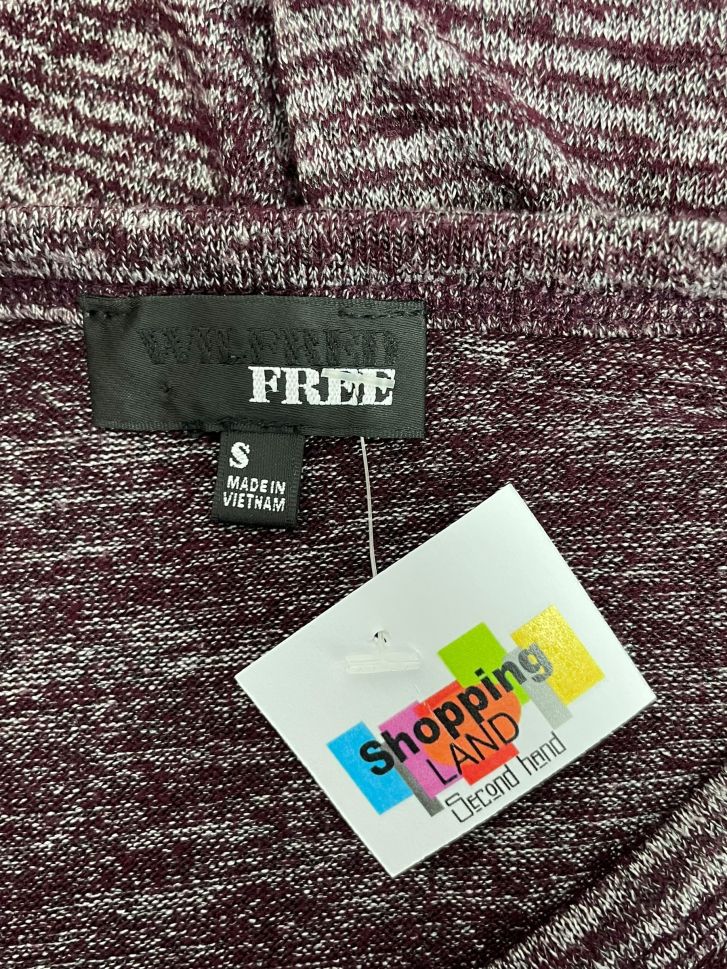 WILFRED
FREE
S
MADE IN
VIETNAM
Shopping
LAND
Second hand